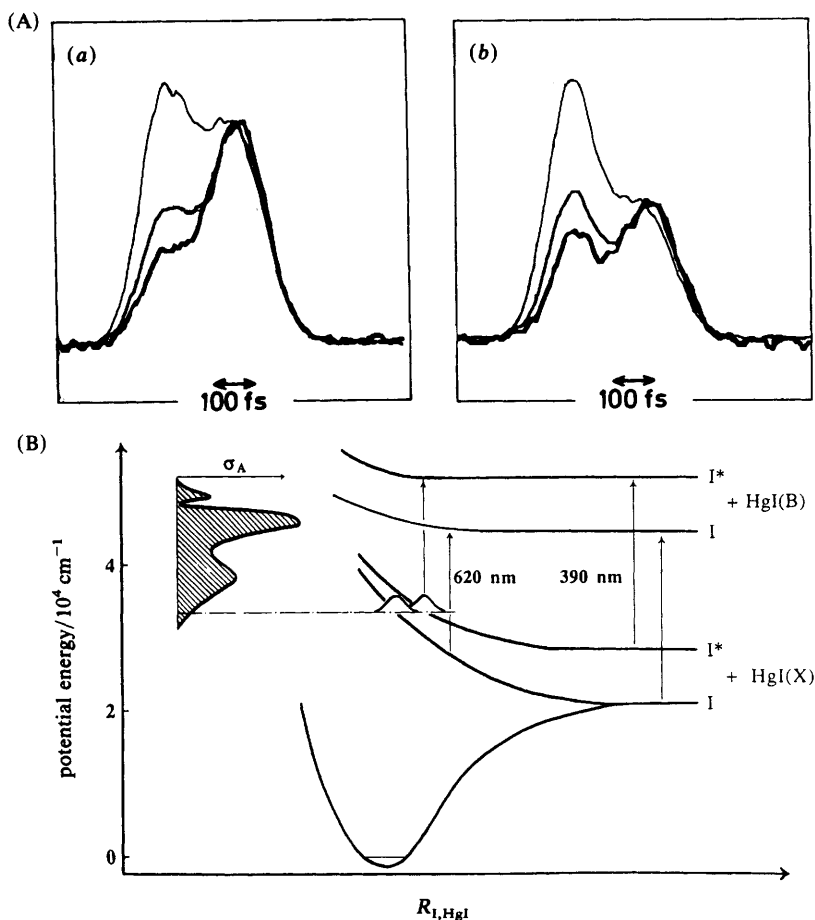 (A)
(a)
(b)
100 fs
100 fs
(B)
σA
I*
+ HgI(B)
I
620 nm
390 nm
4
I*
+ HgI(X)
I
2
0
potential energy/10⁴ cm⁻¹
R I,HgI